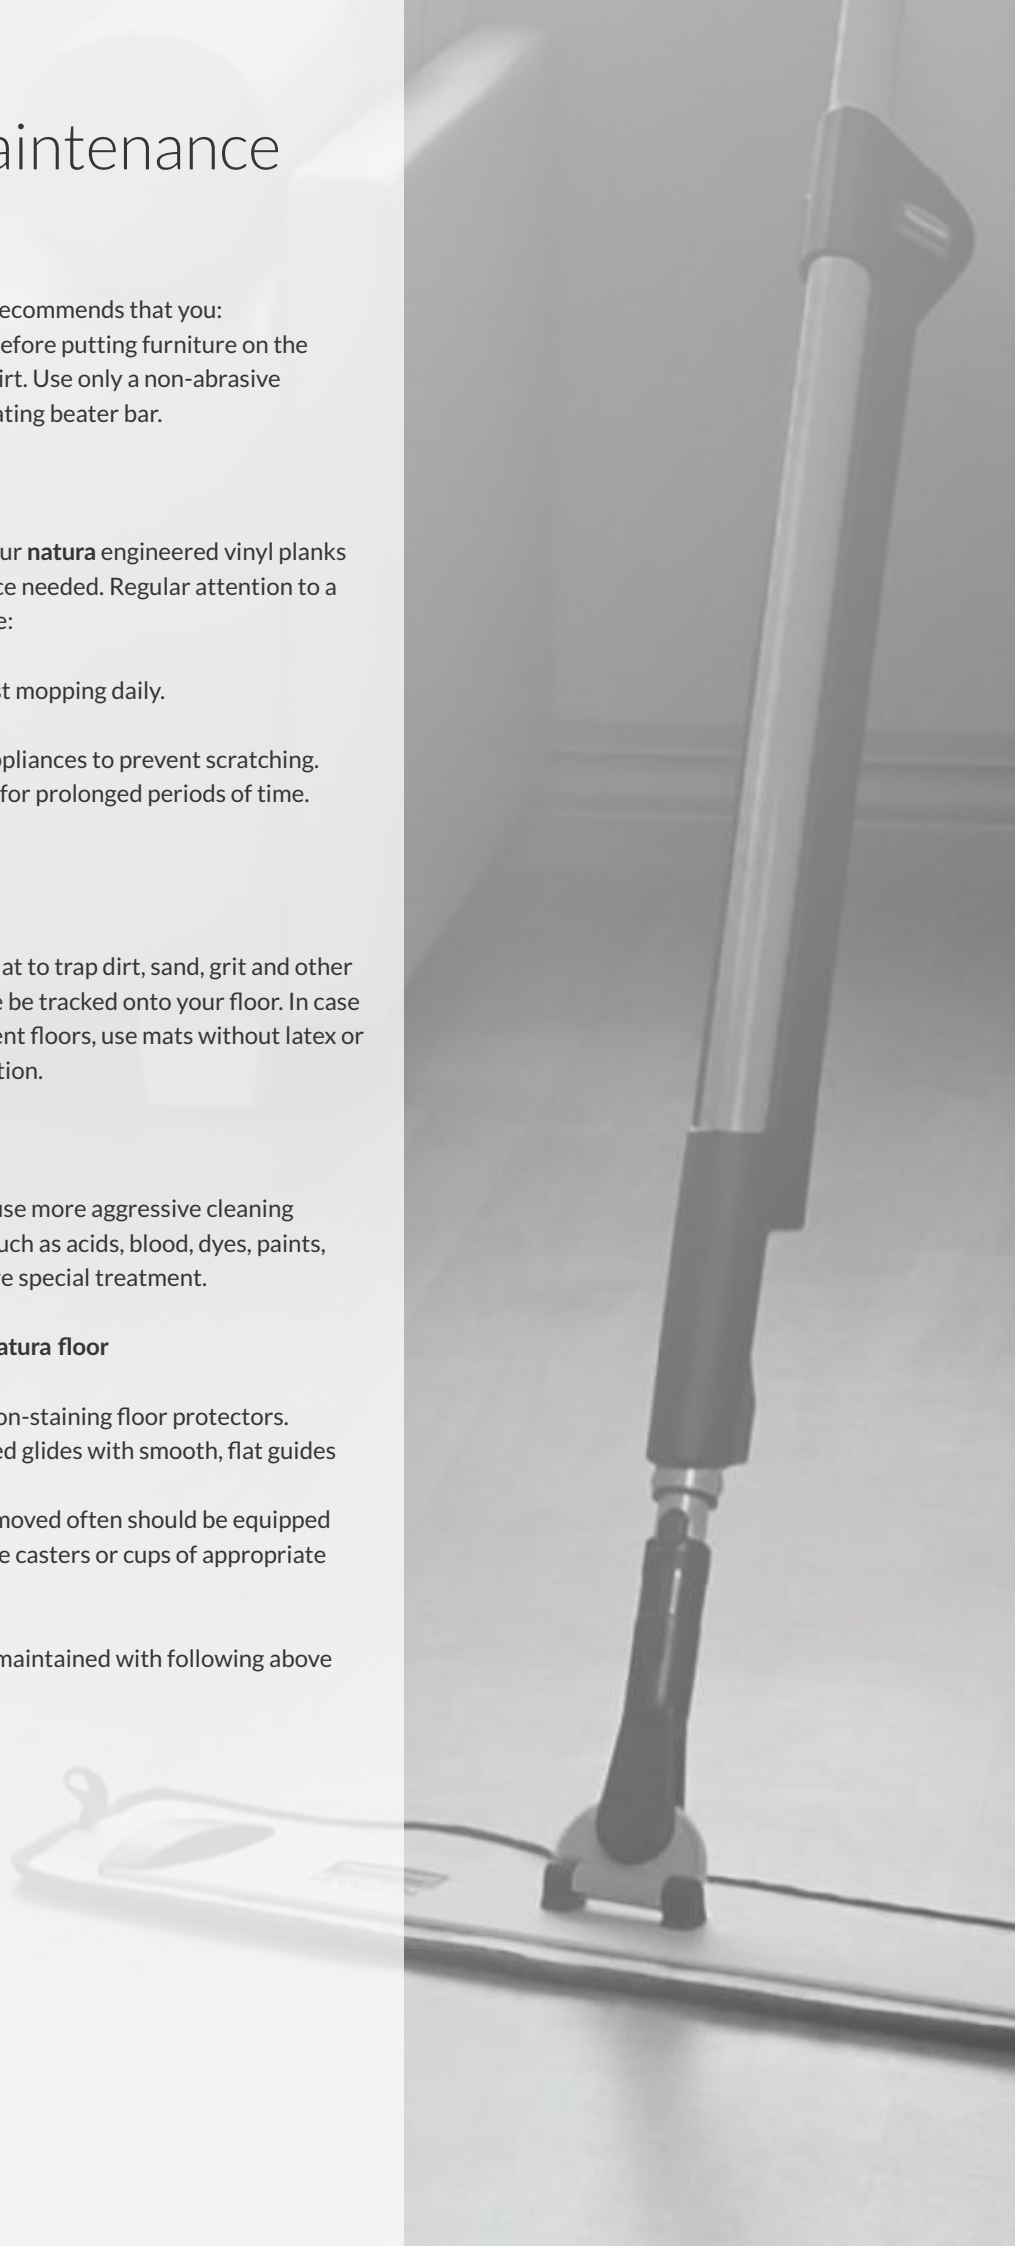 aintenance
ecommends that you:
efore putting furniture on the
irt. Use only a non-abrasive
ating beater bar.
ur natura engineered vinyl planks
ce needed. Regular attention to a
e:
st mopping daily.
ppliances to prevent scratching.
for prolonged periods of time.
at to trap dirt, sand, grit and other
e be tracked onto your floor. In case
ent floors, use mats without latex or
tion.
use more aggressive cleaning
uch as acids, blood, dyes, paints,
re special treatment.
atura floor
on-staining floor protectors.
ed glides with smooth, flat guides
moved often should be equipped
e casters or cups of appropriate
maintained with following above